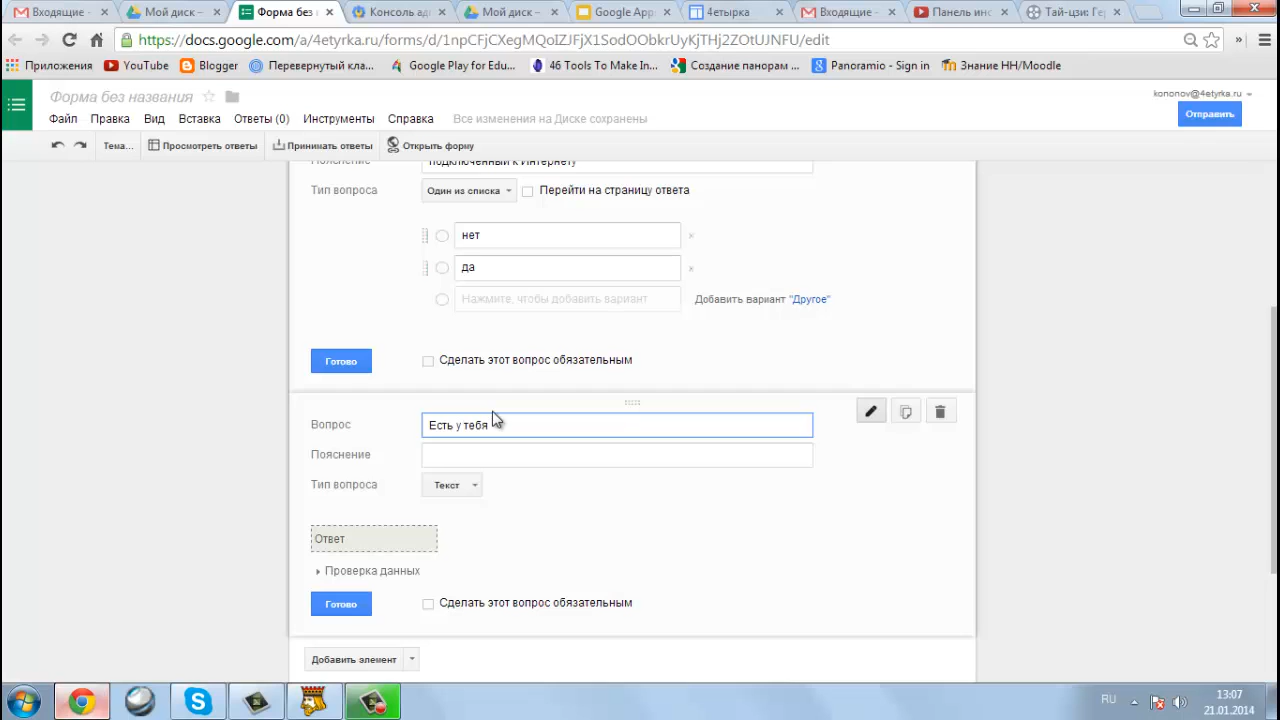 Входящие -
Мой диск –
Форма без
Консоль ад
Мой диск –
Google App
4етырка
Входящие –
Панель инс
Тай-цзи: Ге
https://docs.google.com/a/4etyrka.ru/forms/d/1npCFjCXegMQoIZJFjX1SodOObkrUyKjTHj2ZOtUJNFU/edit
Приложения
YouTube
Blogger
Перевернутый кла...
Google Play for Edu...
46 Tools To Make In...
Создание панорам ...
Panoramio - Sign in
Знание НН/Moodle
»
Форма без названия
kononov@4etyrka.ru
Файл Правка Вид Вставка Ответы (0) Инструменты Справка Все изменения на Диске сохранены
Отправить
Тема... Просмотреть ответы Принимать ответы Открыть форму
Пояснение подключенный к Интернету
Тип вопроса Один из списка Перейти на страницу ответа
нет
да
Нажмите, чтобы добавить вариант Добавить вариант "Другое"
Готово Сделать этот вопрос обязательным
Вопрос Есть у тебя
Пояснение
Тип вопроса Текст
Ответ
Проверка данных
Готово Сделать этот вопрос обязательным
Добавить элемент
RU 13:07
21.01.2014